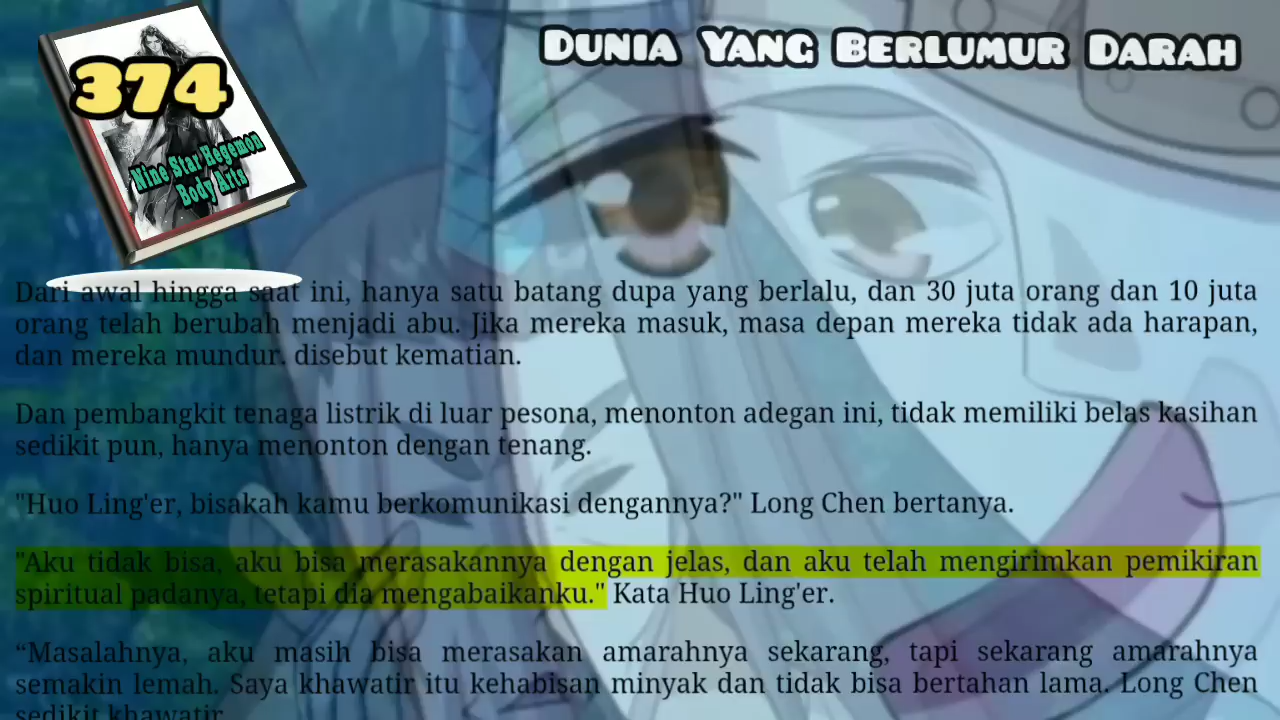 Dunia Yang Berlumur Darah
374
Nine Star Hegemon
Body Arts
Dari awal hingga saat ini, hanya satu batang dupa yang berlalu, dan 30 juta orang dan 10 juta
orang telah berubah menjadi abu. Jika mereka masuk, masa depan mereka tidak ada harapan,
dan mereka mundur. disebut kematian.
Dan pembangkit tenaga listrik di luar pesona, menonton adegan ini, tidak memiliki belas kasihan
sedikit pun, hanya menonton dengan tenang.
"Huo Ling'er, bisakah kamu berkomunikasi dengannya?" Long Chen bertanya.
"Aku tidak bisa, aku bisa merasakannya dengan jelas, dan aku telah mengirimkan pemikiran
spiritual padanya, tetapi dia mengabaikanku." Kata Huo Ling'er.
“Masalahnya, aku masih bisa merasakan amarahnya sekarang, tapi sekarang amarahnya
semakin lemah. Saya khawatir itu kehabisan minyak dan tidak bisa bertahan lama. Long Chen
sedikit khawatir